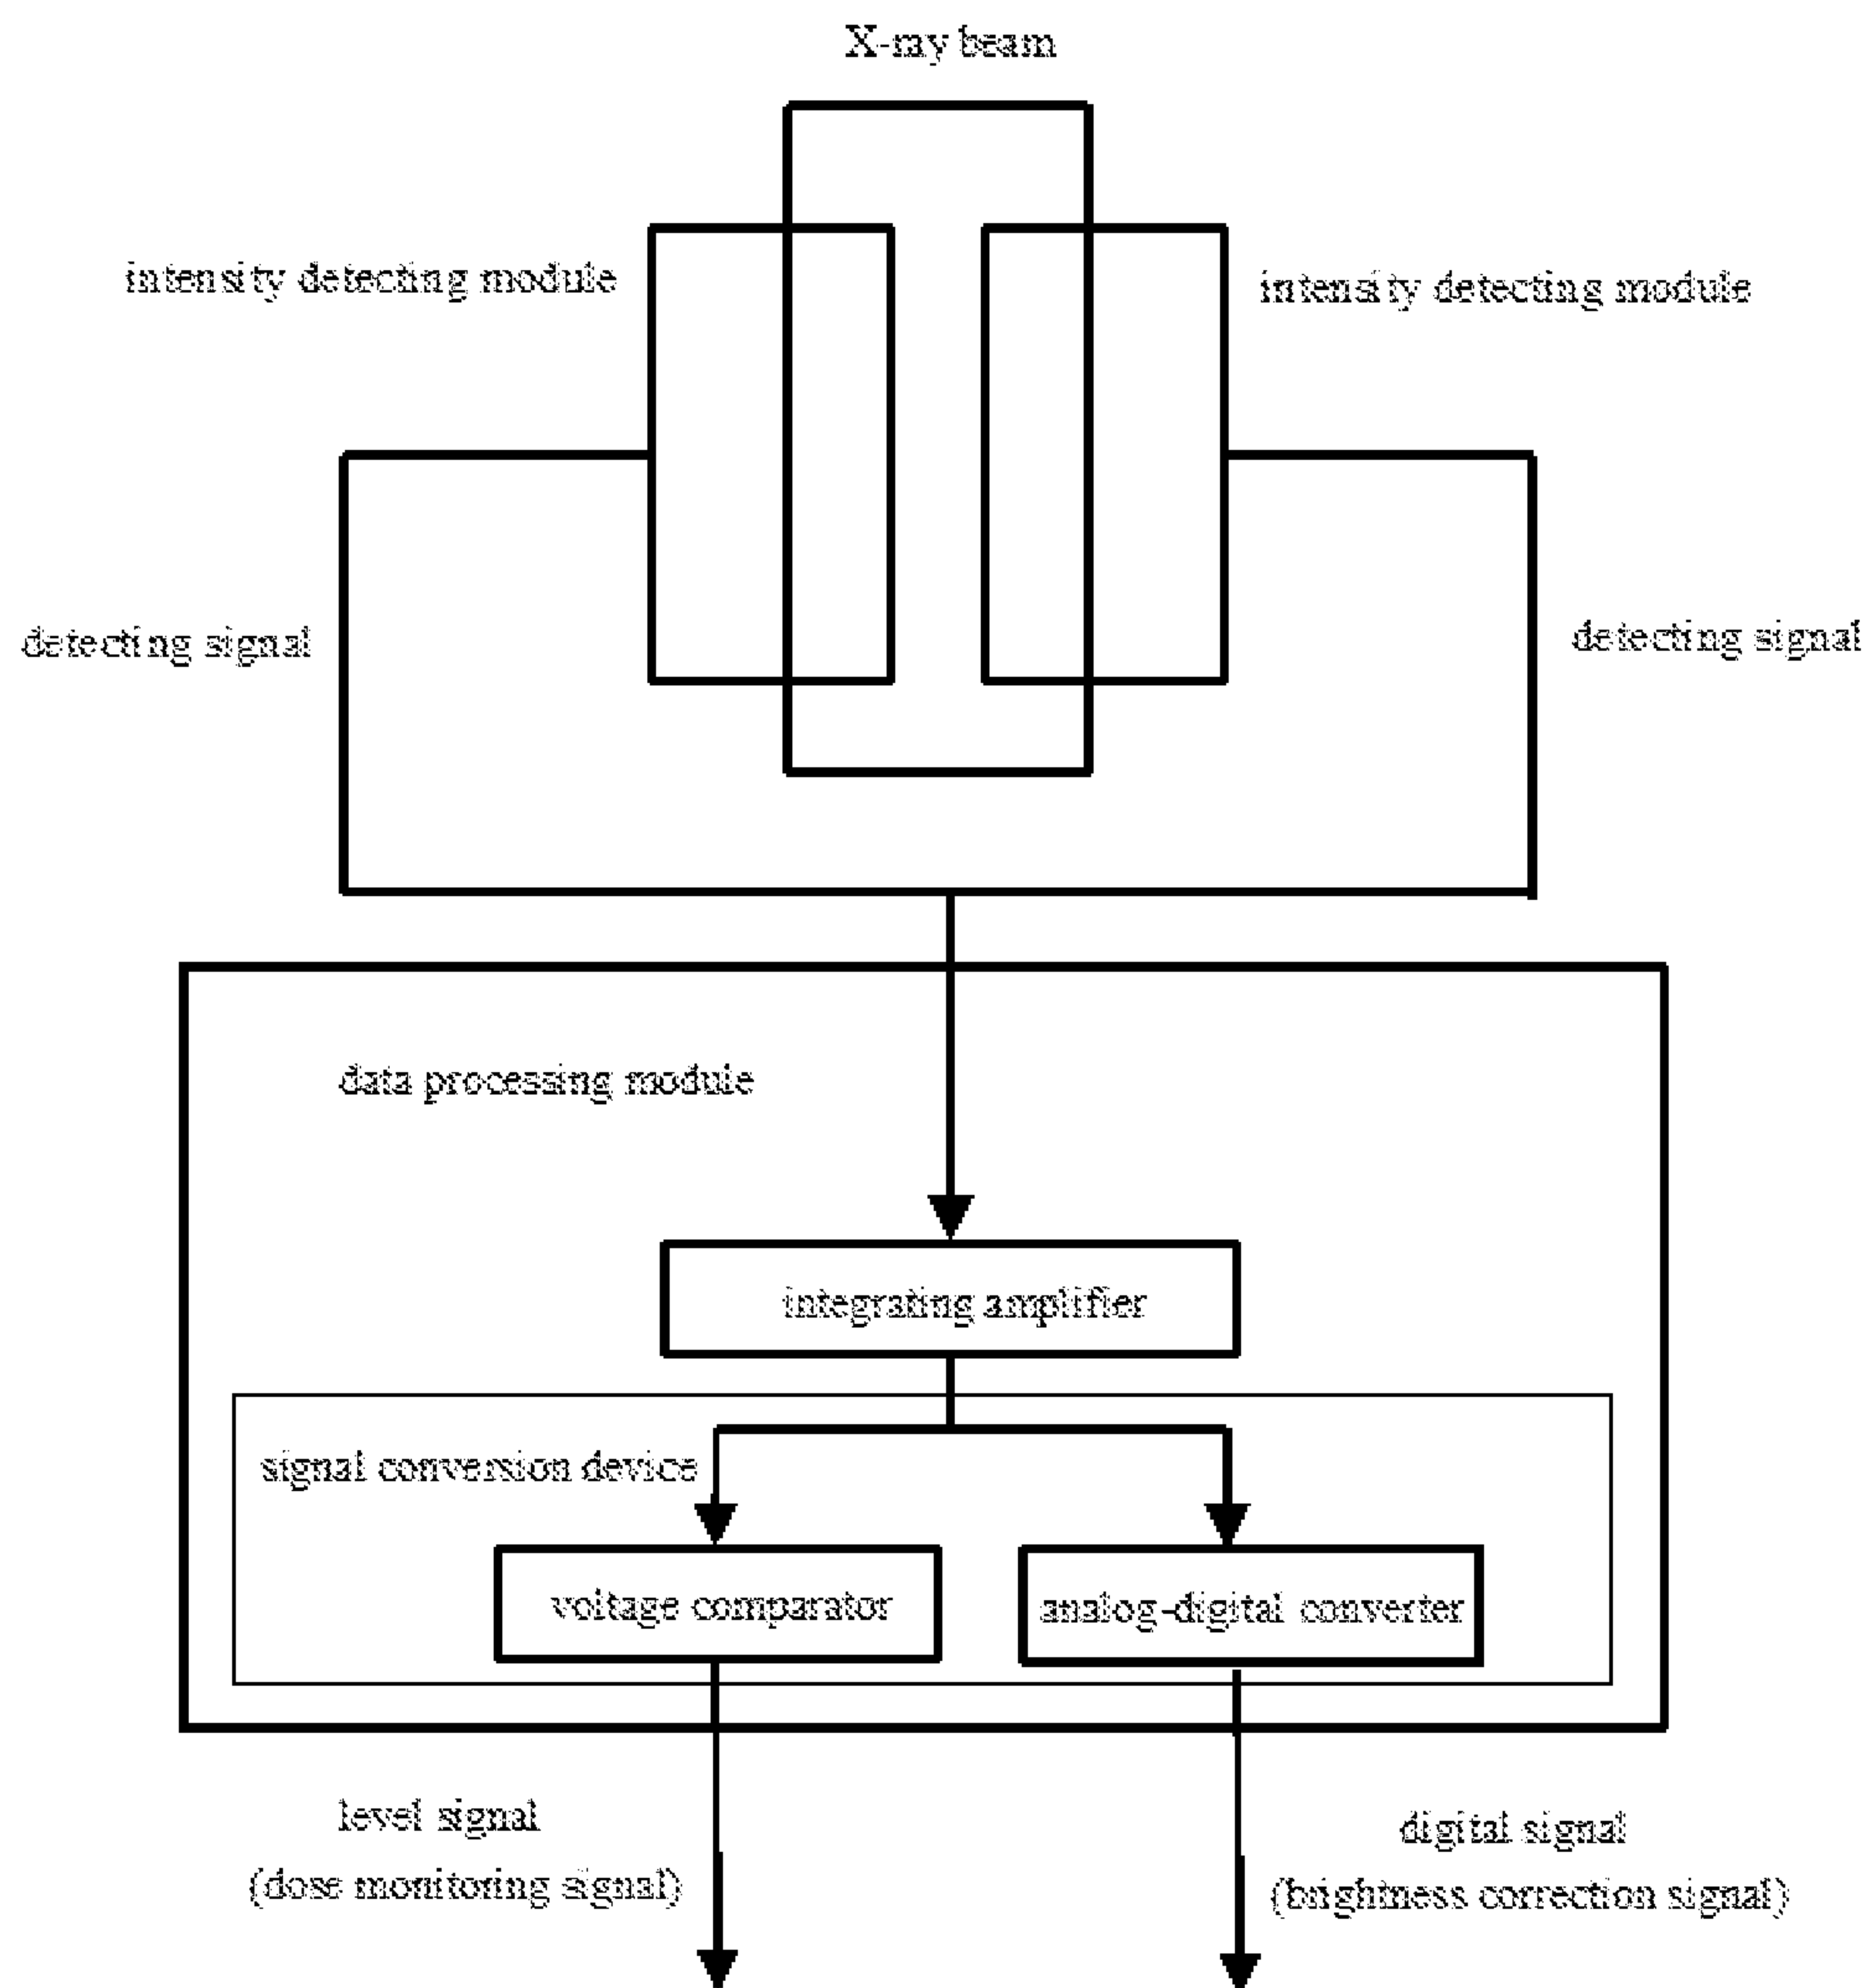 X-ray beam
intensity detecting module
intensity detecting module
detecting signal
detecting signal
data processing module
integrating amplifier
signal conversion device
voltage comparator
analog-digital converter
level signal
(dose monitoring signal)
digital signal
(brightness correction signal)